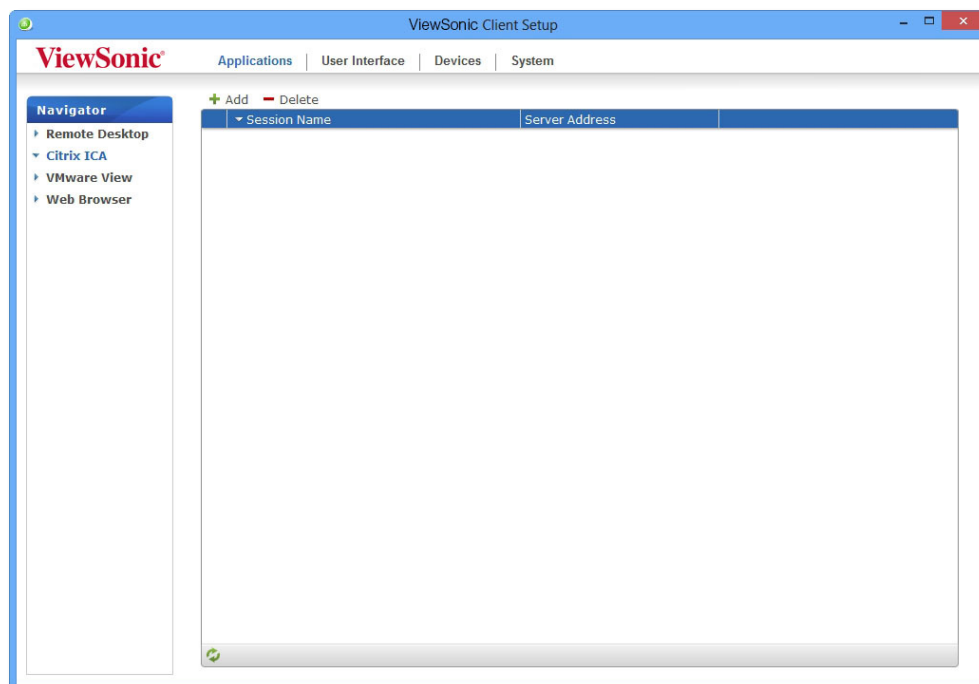 ViewSonic Client Setup
ViewSonic®
Applications | User Interface | Devices | System
Navigator
Remote Desktop
Citrix ICA
VMware View
Web Browser
Add Delete
Session Name Server Address